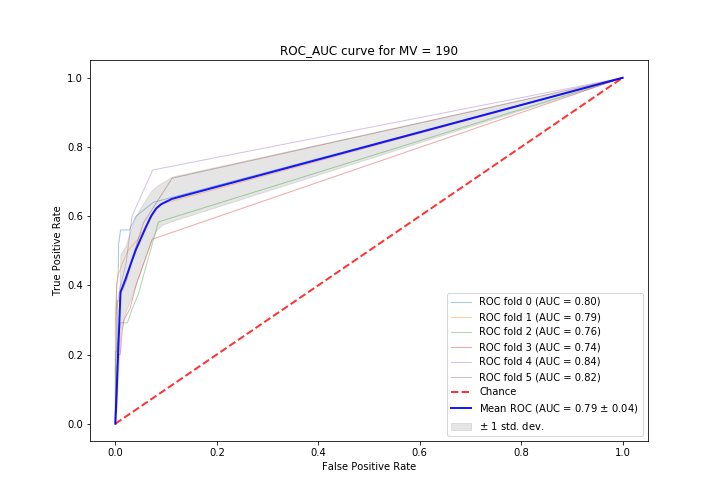 ROC_AUC curve for MV = 190
True Positive Rate
1.0
0.8
0.6
0.4
0.2
0.0
ROC fold 0 (AUC = 0.80)
ROC fold 1 (AUC = 0.79)
ROC fold 2 (AUC = 0.76)
ROC fold 3 (AUC = 0.74)
ROC fold 4 (AUC = 0.84)
ROC fold 5 (AUC = 0.82)
Chance
Mean ROC (AUC = 0.79 ± 0.04)
± 1 std. dev.
0.0 0.2 0.4 0.6 0.8 1.0
False Positive Rate